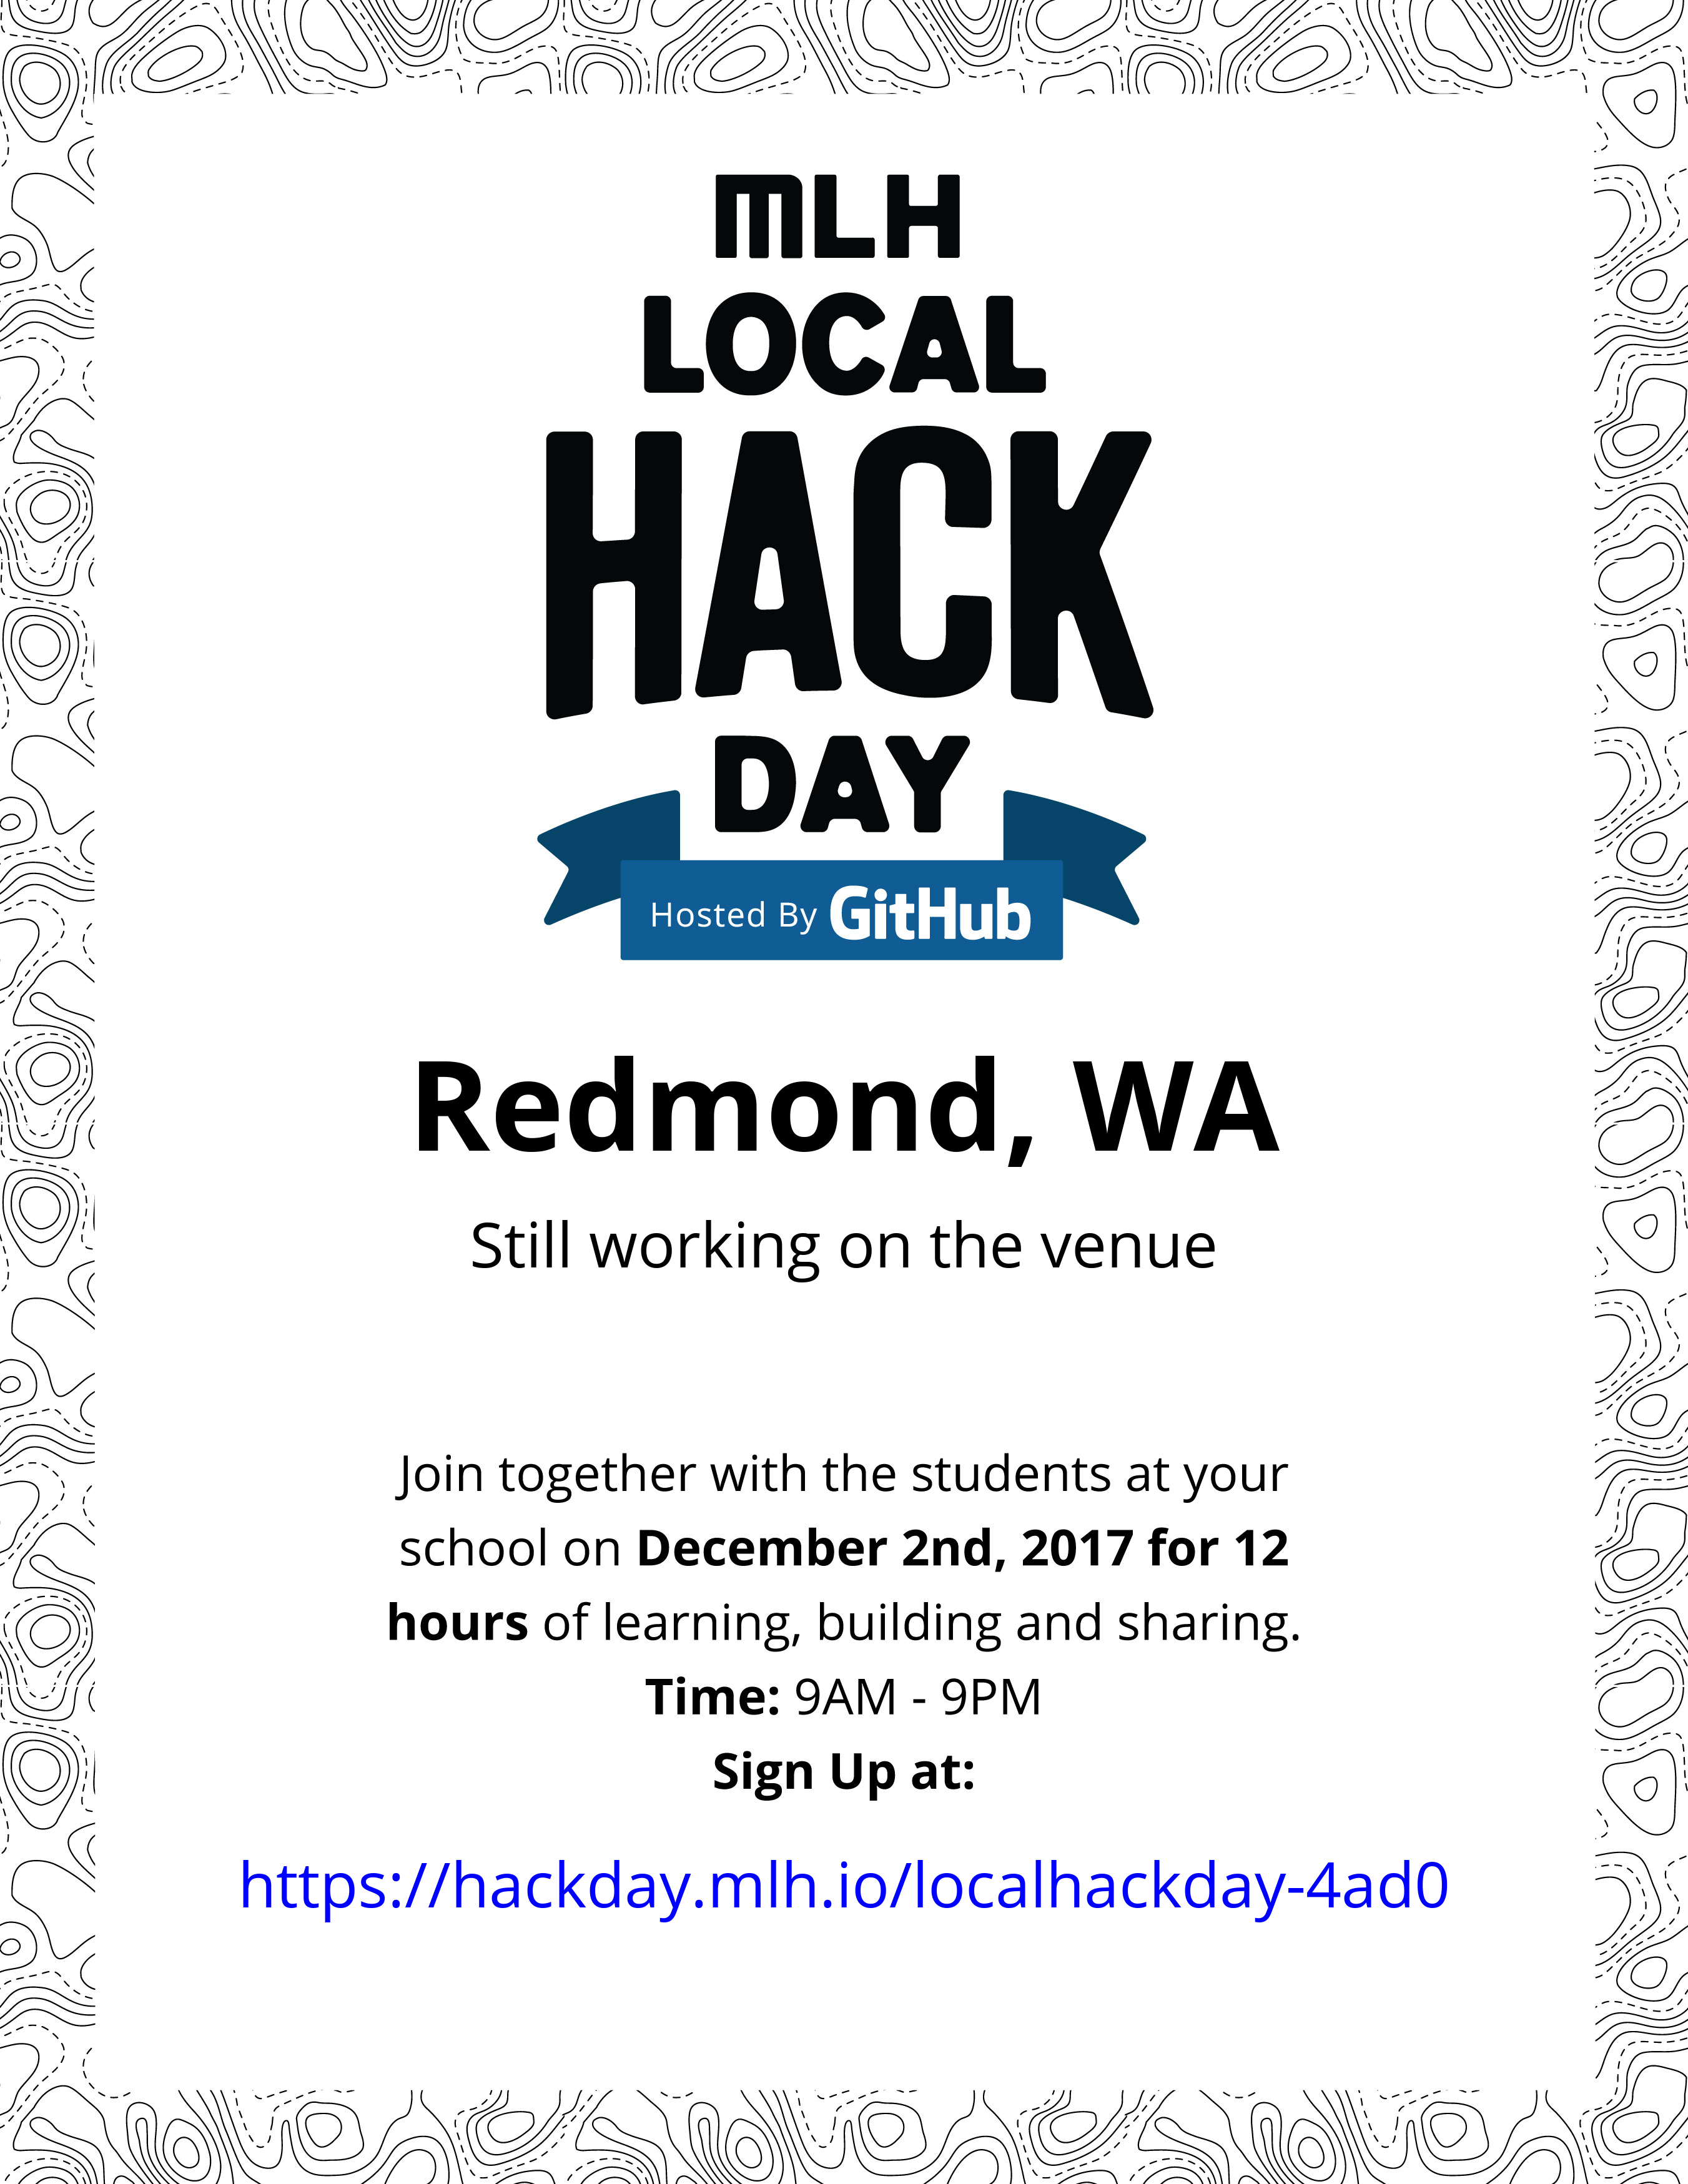 MLH
LOCAL
HACK
DAY
Hosted By GitHub
Redmond, WA
Still working on the venue
Join together with the students at your
school on December 2nd, 2017 for 12
hours of learning, building and sharing.
Time: 9AM - 9PM
Sign Up at:
https://hackday.mlh.io/localhackday-4ad0